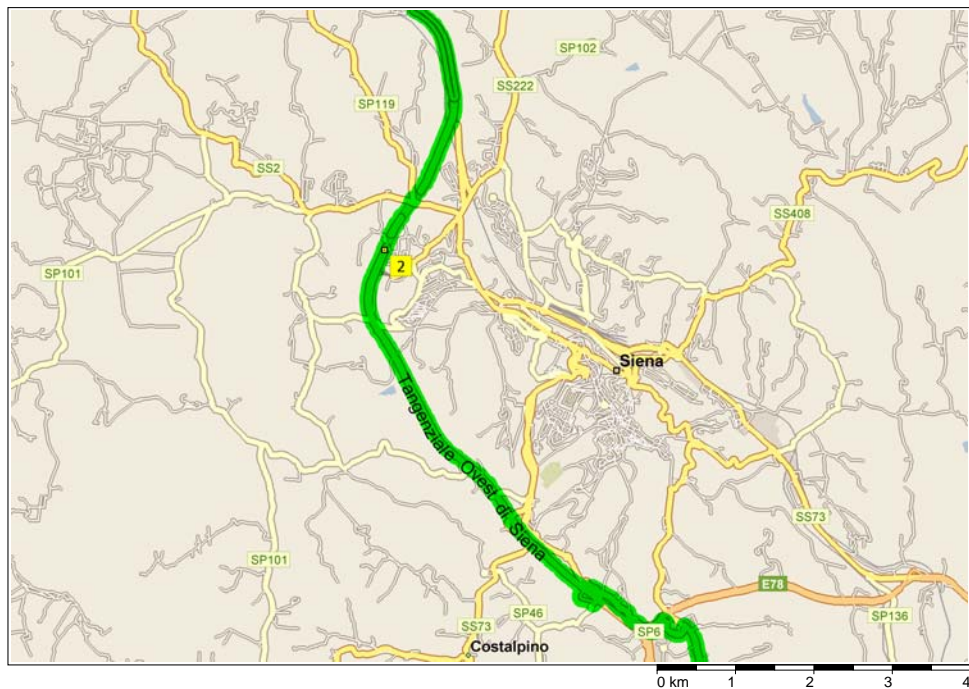 SP102
SS222
SP119
SS2
SS408
SP101
2
Siena
Tangenziale Ovest di Siena
SS73
SP101
E78
SP46
SP136
SS73
SP6
Costalpino
0 km 1 2 3 4